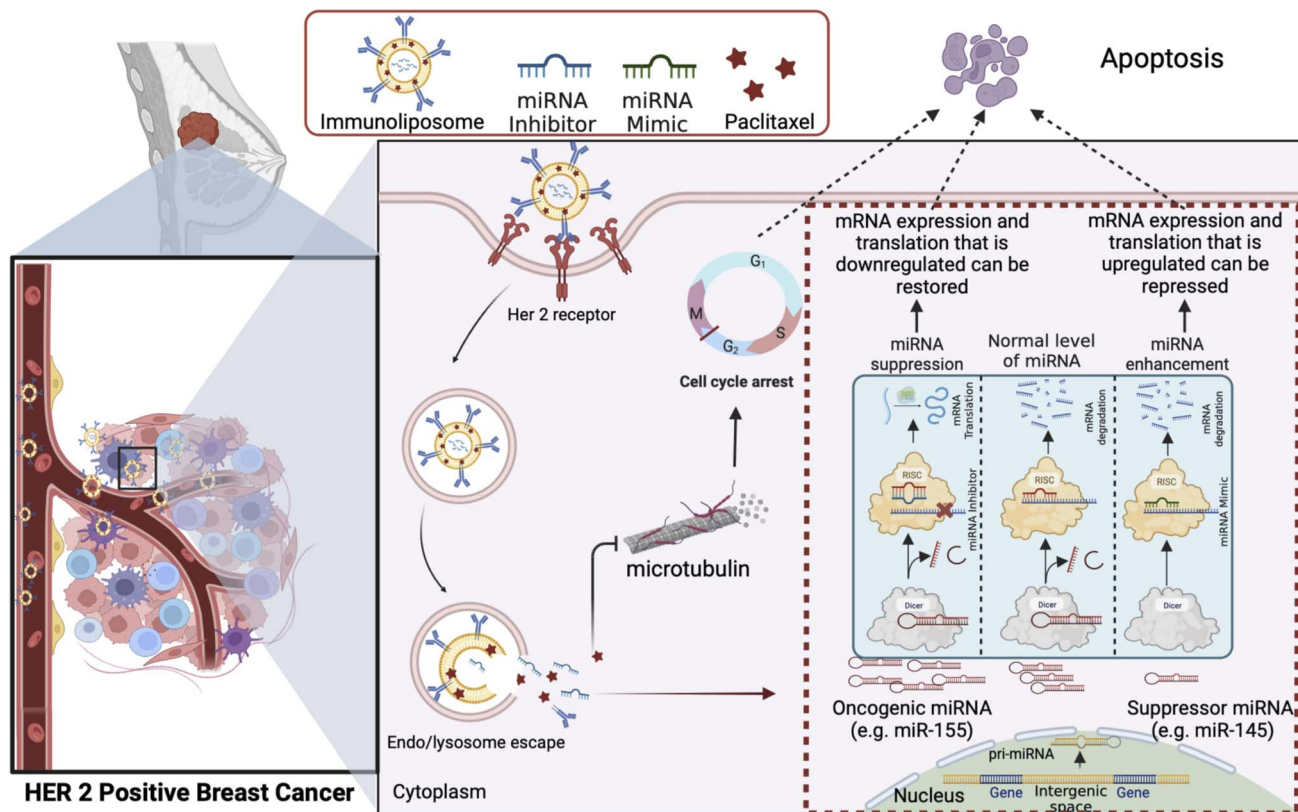 Immunoliposome
miRNA
Inhibitor
miRNA
Mimic
Paclitaxel
Apoptosis
HER 2 Positive Breast Cancer
Her 2 receptor
G1
S
G2
M
Cell cycle arrest
microtubulin
Endo/lysosome escape
Cytoplasm
mRNA expression and
translation that is
downregulated can be
restored
mRNA expression and
translation that is
upregulated can be
repressed
miRNA
suppression
Normal level
of miRNA
miRNA
enhancement
mRNA
Translation
mRNA
degradation
mRNA
degradation
RISC
miRNA Inhibitor
RISC
RISC
miRNA Mimic
Dicer
Dicer
Dicer
Oncogenic miRNA
(e.g. miR-155)
Suppressor miRNA
(e.g. miR-145)
pri-miRNA
Nucleus
Gene
Intergenic
space
Gene